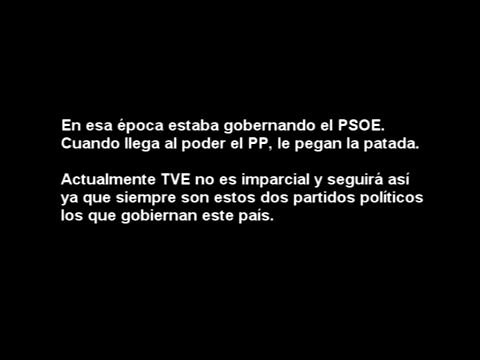 En esa época estaba gobernando el PSOE.
Cuando llega al poder el PP, le pegan la patada.
Actualmente TVE no es imparcial y seguirá así
ya que siempre son estos dos partidos políticos
los que gobiernan este país.